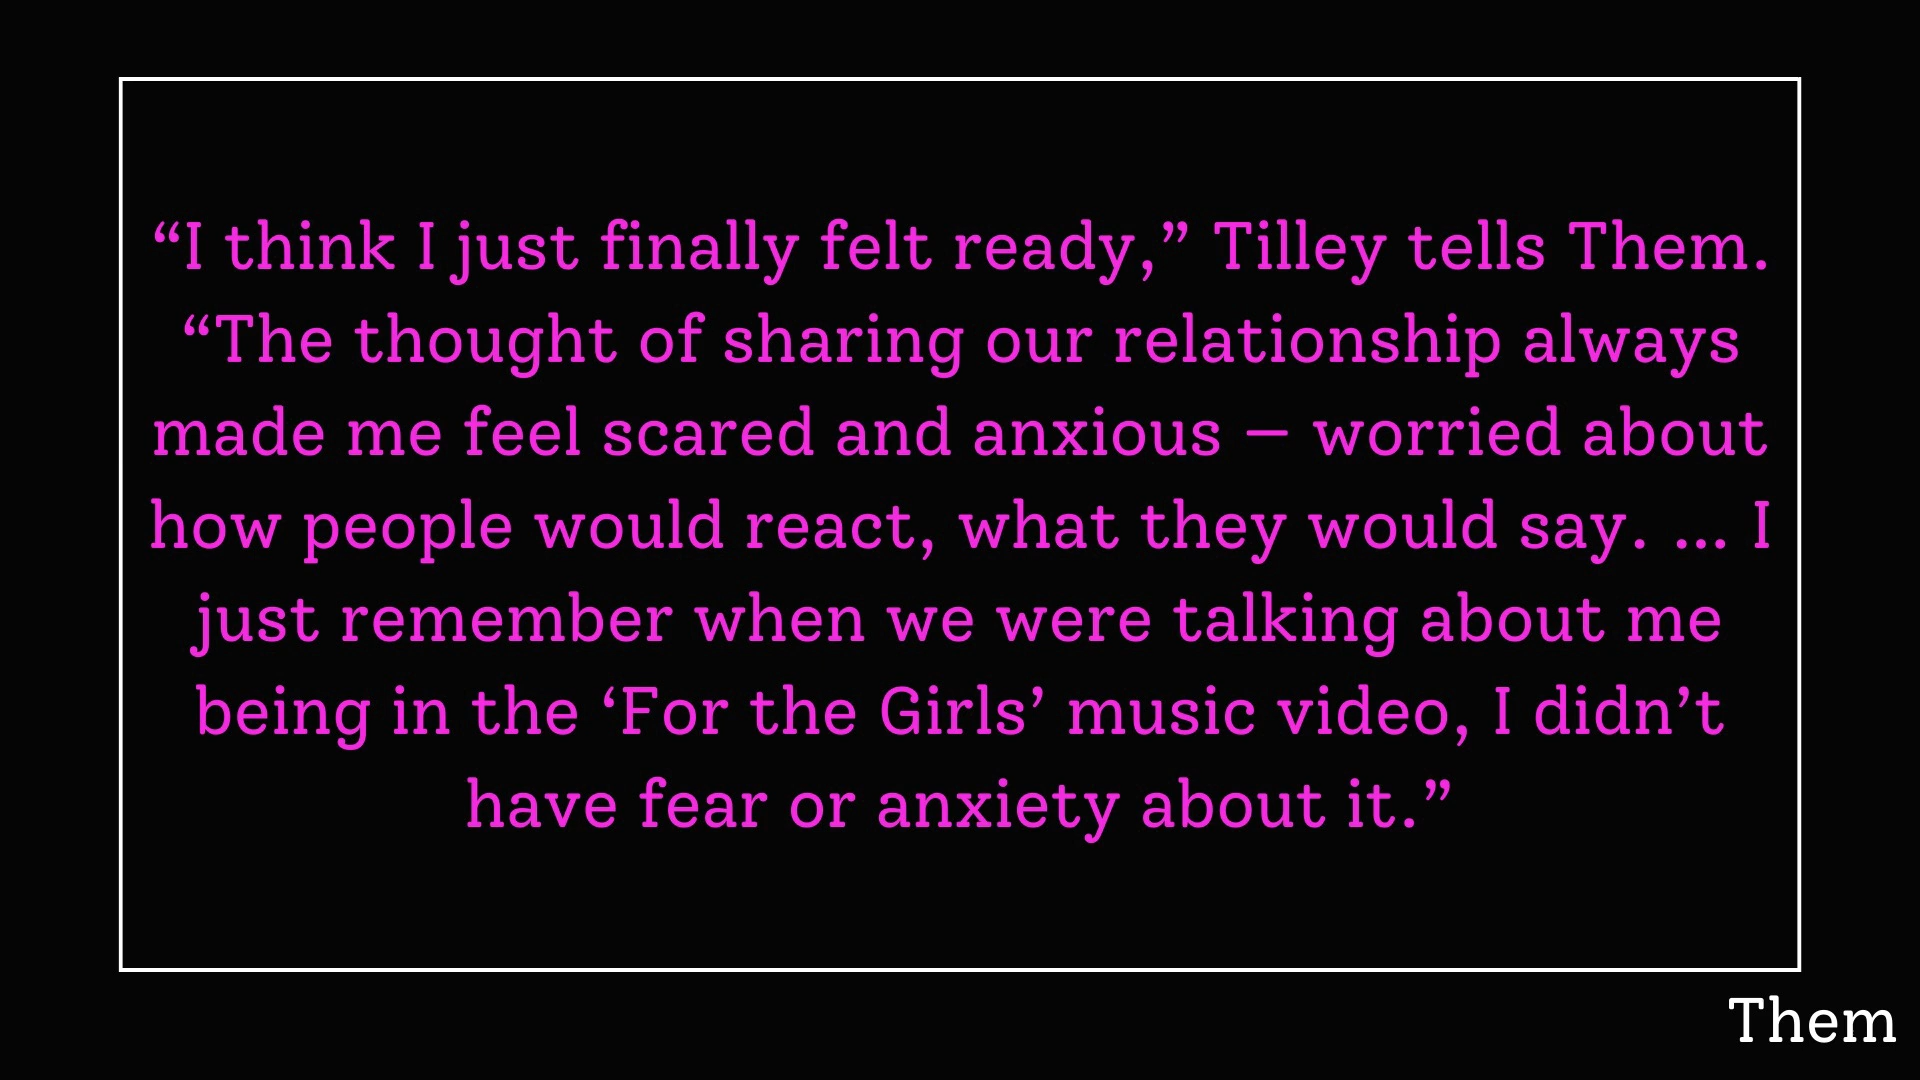 “I think I just finally felt ready,” Tilley tells Them.
“The thought of sharing our relationship always
made me feel scared and anxious — worried about
how people would react, what they would say. ... I
just remember when we were talking about me
being in the ‘For the Girls’ music video, I didn’t
have fear or anxiety about it.”
Them